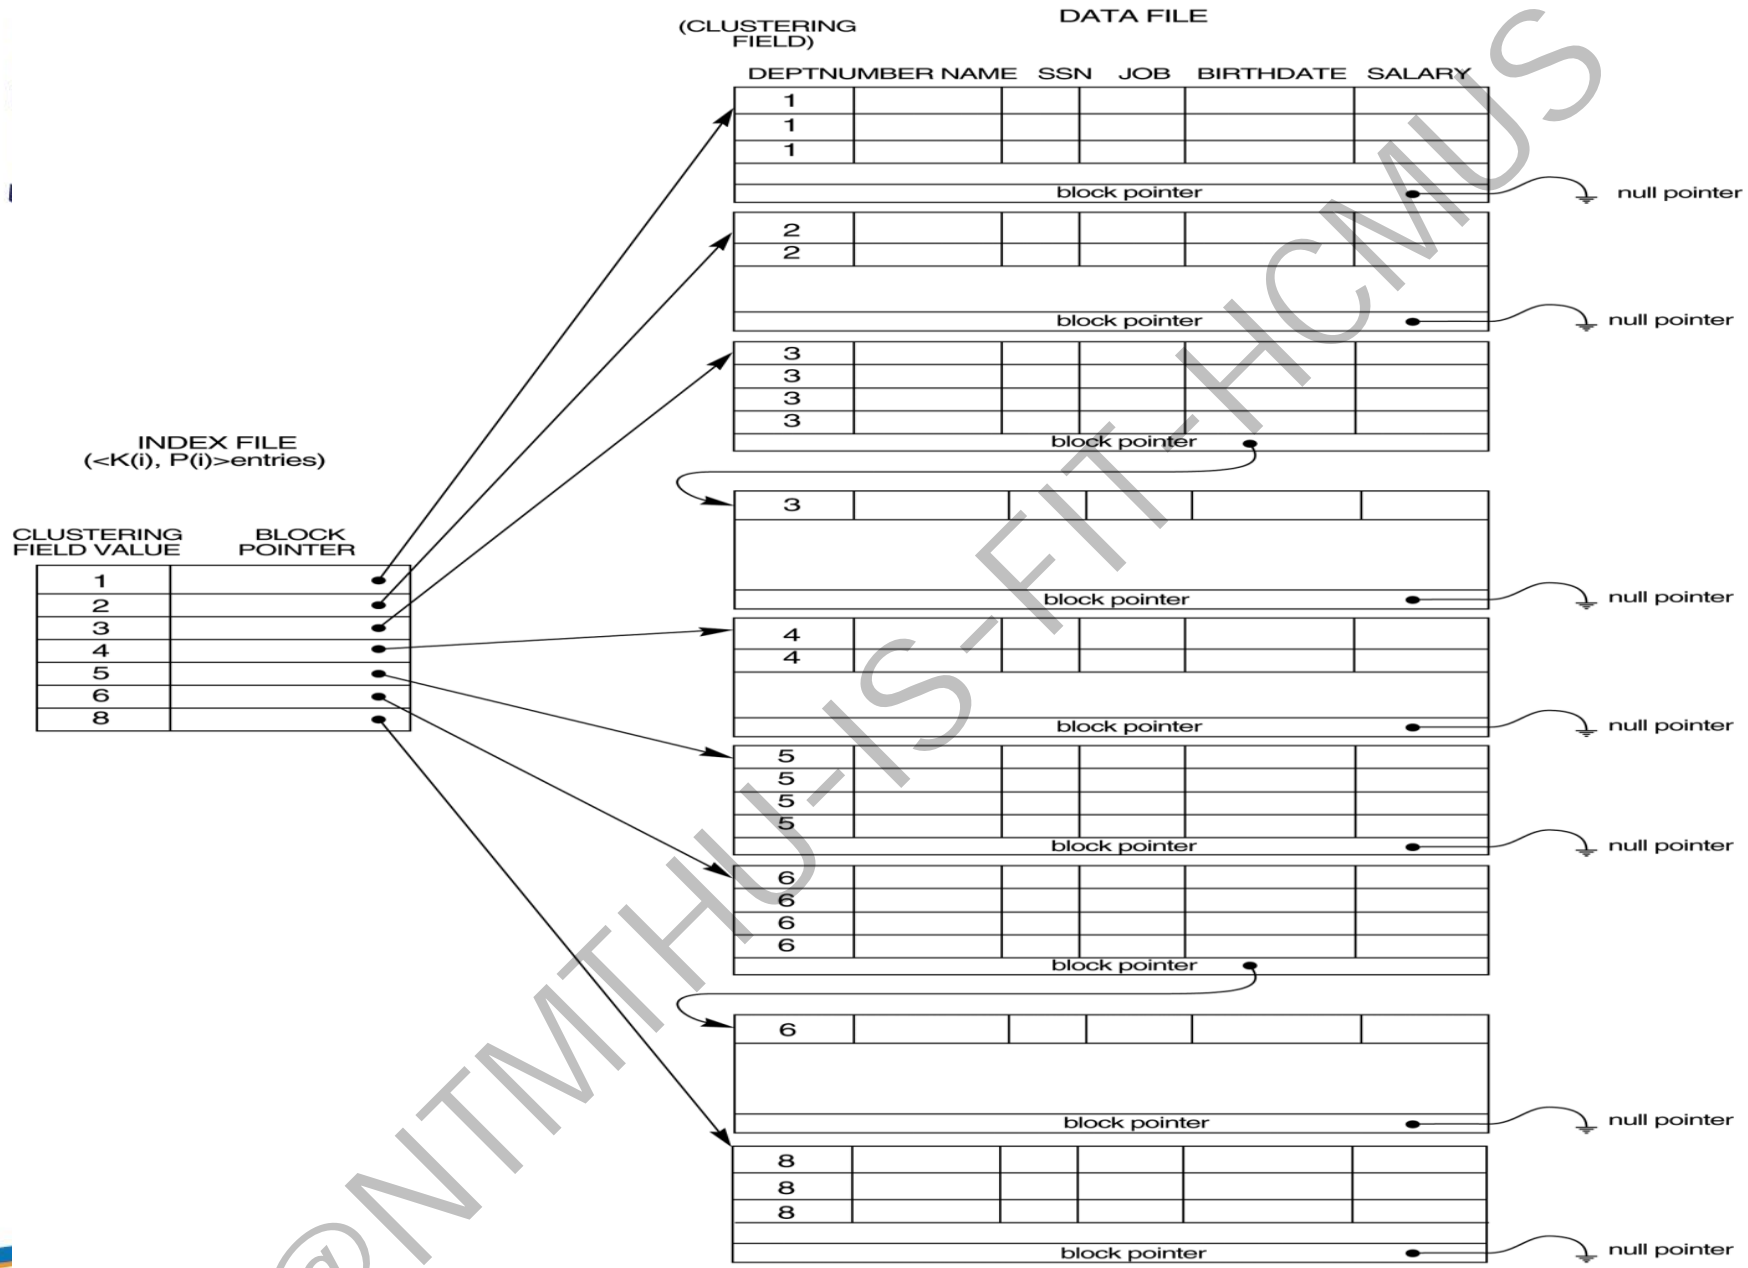 (CLUSTERING
FIELD)
DATA FILE
DEPTNUMBER NAME SSN JOB BIRTHDATE SALARY
1
1
1
block pointer
null pointer
2
2
block pointer
null pointer
3
3
3
3
block pointer
INDEX FILE
(<K(i), P(i)>entries)
CLUSTERING
FIELD VALUE
BLOCK
POINTER
1
2
3
4
5
6
8
3
block pointer
null pointer
4
4
block pointer
null pointer
5
5
5
5
block pointer
null pointer
6
6
6
6
block pointer
6
block pointer
null pointer
8
8
8
block pointer
null pointer
@NTMTHU-IS-FIT-HCMUS